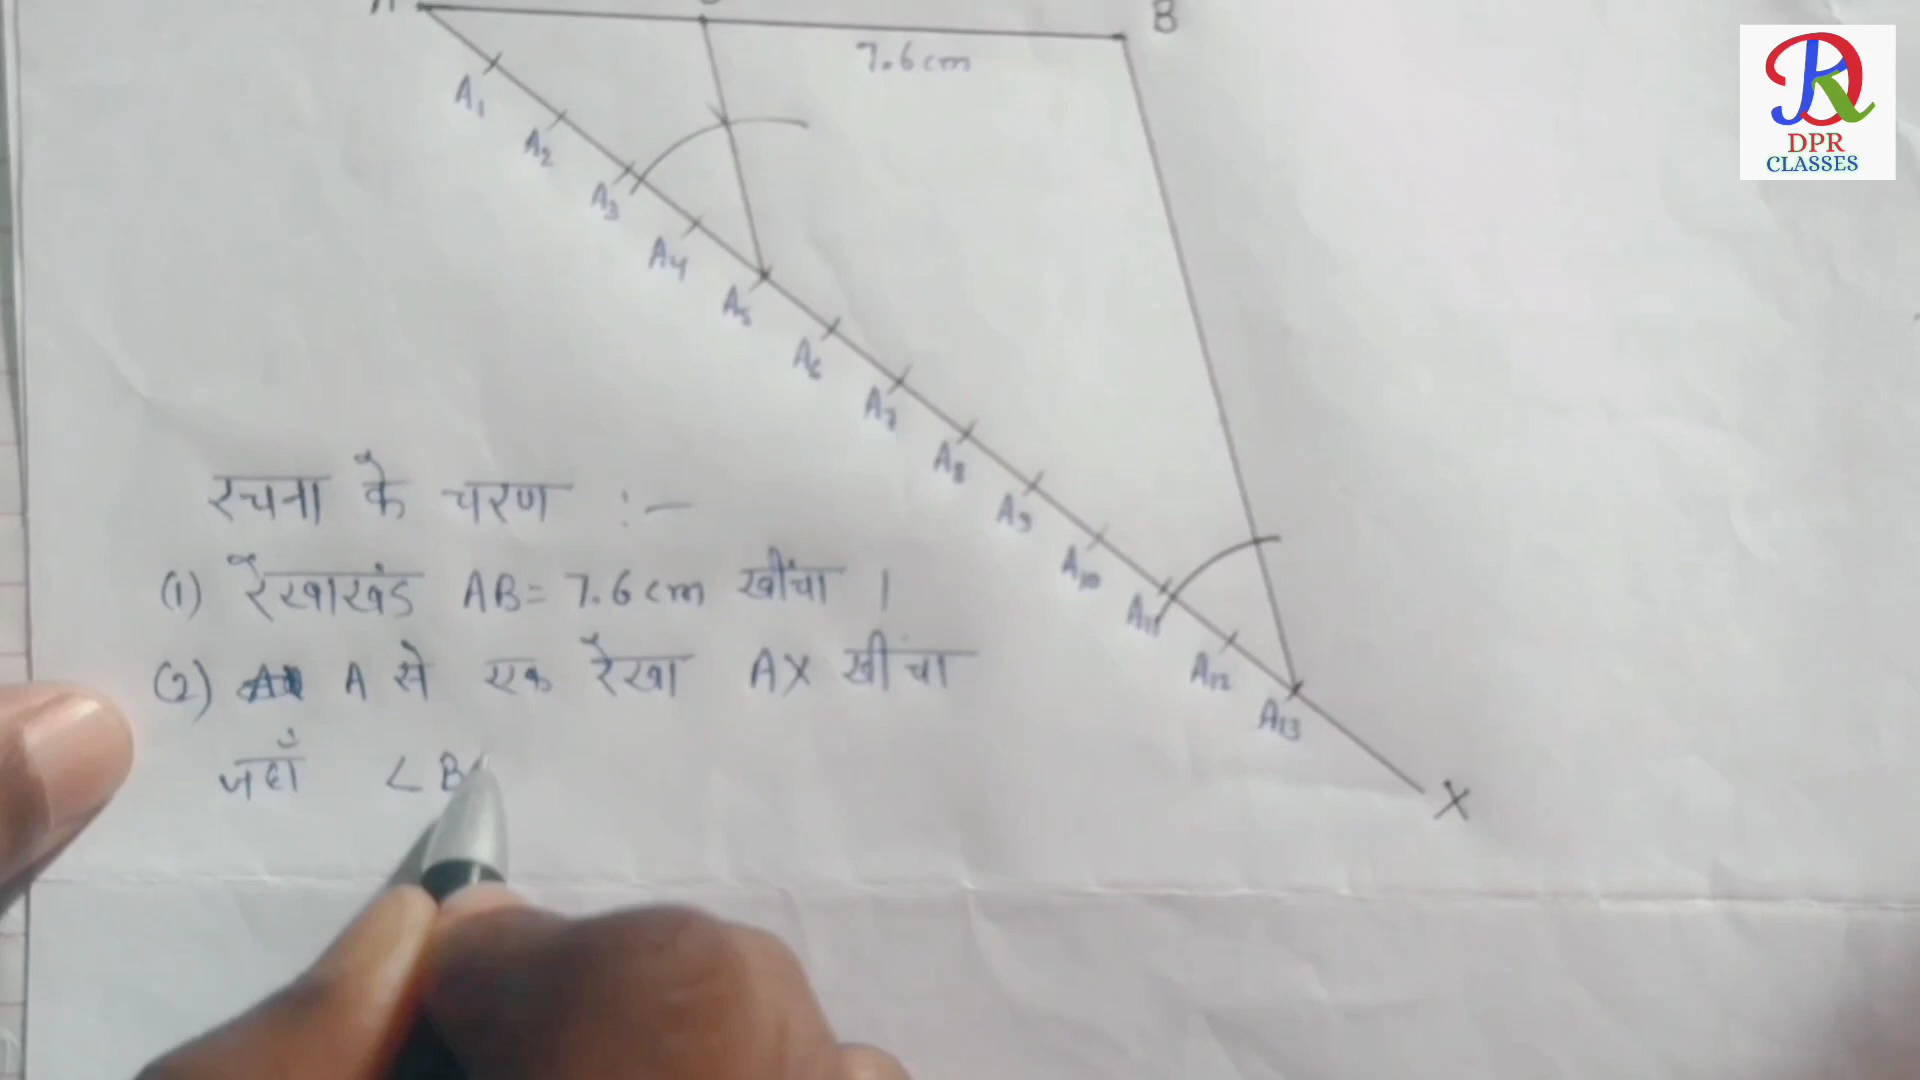 B
7.6cm
A1
A2
A3
A4
A5
A6
A7
A8
A9
A10
A11
A12
A13
X
रचना के चरण :-
(1) रेखाखंड AB= 7.6cm खींचा ।
(2) A से एक रेखा AX खींचा
जहाँ ∠B
DPR
CLASSES